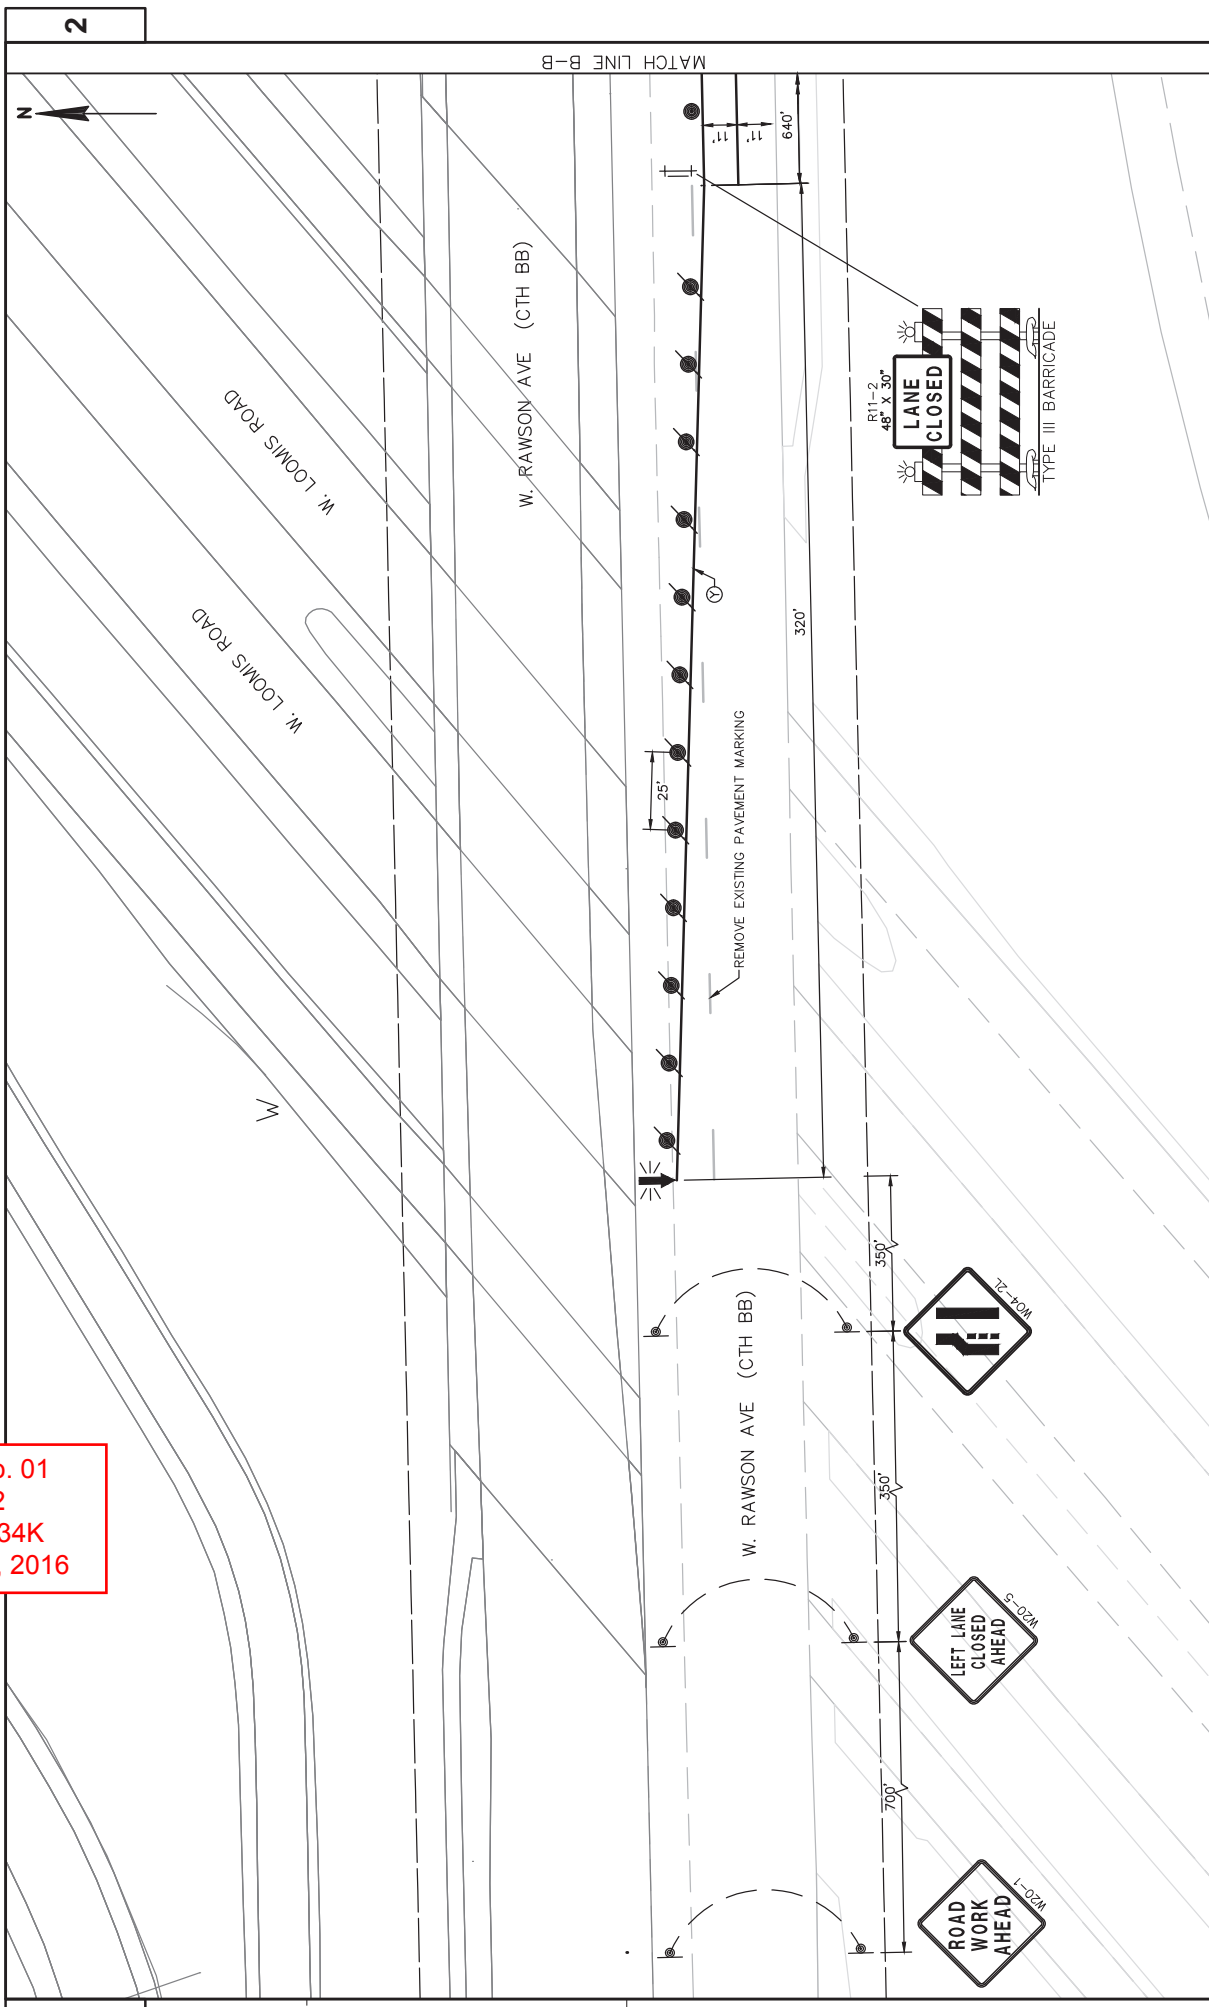 2
MATCH LINE B-B
N
11'
11'
640'
W. RAWSON AVE (CTH BB)
W. LOOMIS ROAD
W. LOOMIS ROAD
R11-2
48" X 30"
LANE
CLOSED
TYPE III BARRICADE
Y
320'
25'
REMOVE EXISTING PAVEMENT MARKING
W
350'
WO4-2L
W. RAWSON AVE (CTH BB)
350'
LEFT LANE
CLOSED
AHEAD
W20-5
700'
ROAD
WORK
AHEAD
W20-1
. 01
2
34K
, 2016